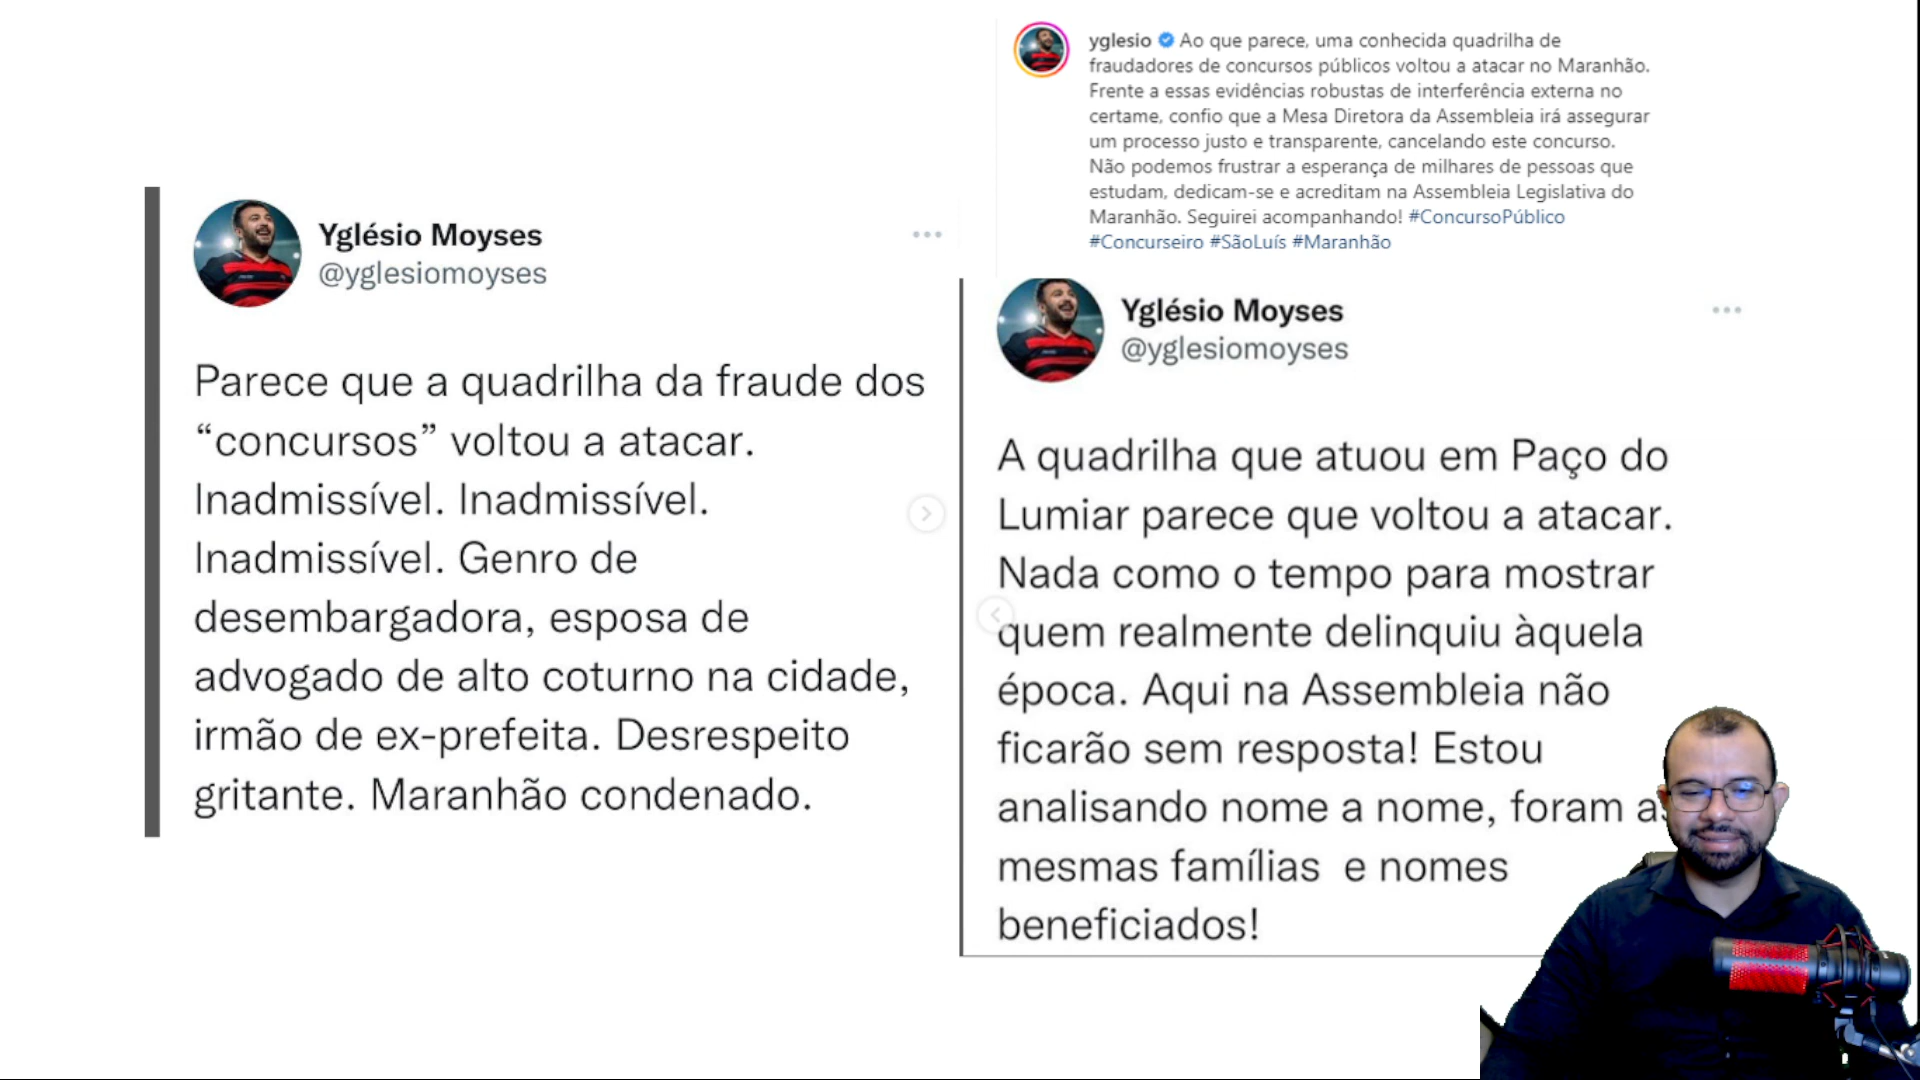 Yglésio Moyses
@yglesiomoyses
Parece que a quadrilha da fraude dos
“concursos” voltou a atacar.
Inadmissível. Inadmissível.
Inadmissível. Genro de
desembargadora, esposa de
advogado de alto coturno na cidade,
irmão de ex-prefeita. Desrespeito
gritante. Maranhão condenado.
yglesio Ao que parece, uma conhecida quadrilha de
fraudadores de concursos públicos voltou a atacar no Maranhão.
Frente a essas evidências robustas de interferência externa no
certame, confio que a Mesa Diretora da Assembleia irá assegurar
um processo justo e transparente, cancelando este concurso.
Não podemos frustrar a esperança de milhares de pessoas que
estudam, dedicam-se e acreditam na Assembleia Legislativa do
Maranhão. Seguirei acompanhando! #ConcursoPúblico
#Concurseiro #SãoLuís #Maranhão
Yglésio Moyses
@yglesiomoyses
A quadrilha que atuou em Paço do
Lumiar parece que voltou a atacar.
Nada como o tempo para mostrar
quem realmente delinquiu àquela
época. Aqui na Assembleia não
ficarão sem resposta! Estou
analisando nome a nome, foram as
mesmas famílias e nomes
beneficiados!